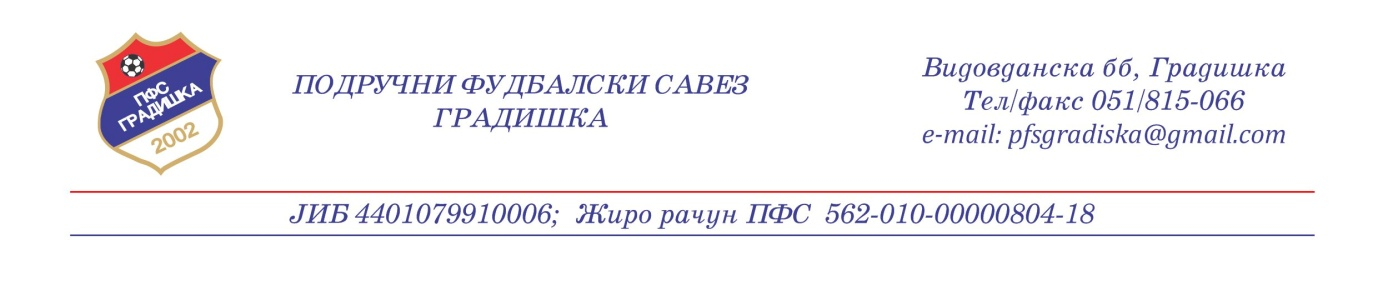 ПФС
ГРАДИШКА
2002
ПОДРУЧНИ ФУДБАЛСКИ САВЕЗ
ГРАДИШКА
Видовданска бб, Градишка
Тел/факс 051/815-066
e-mail: pfsgradiska@gmail.com
ЈИБ 4401079910006;  Жиро рачун ПФС  562-010-00000804-18